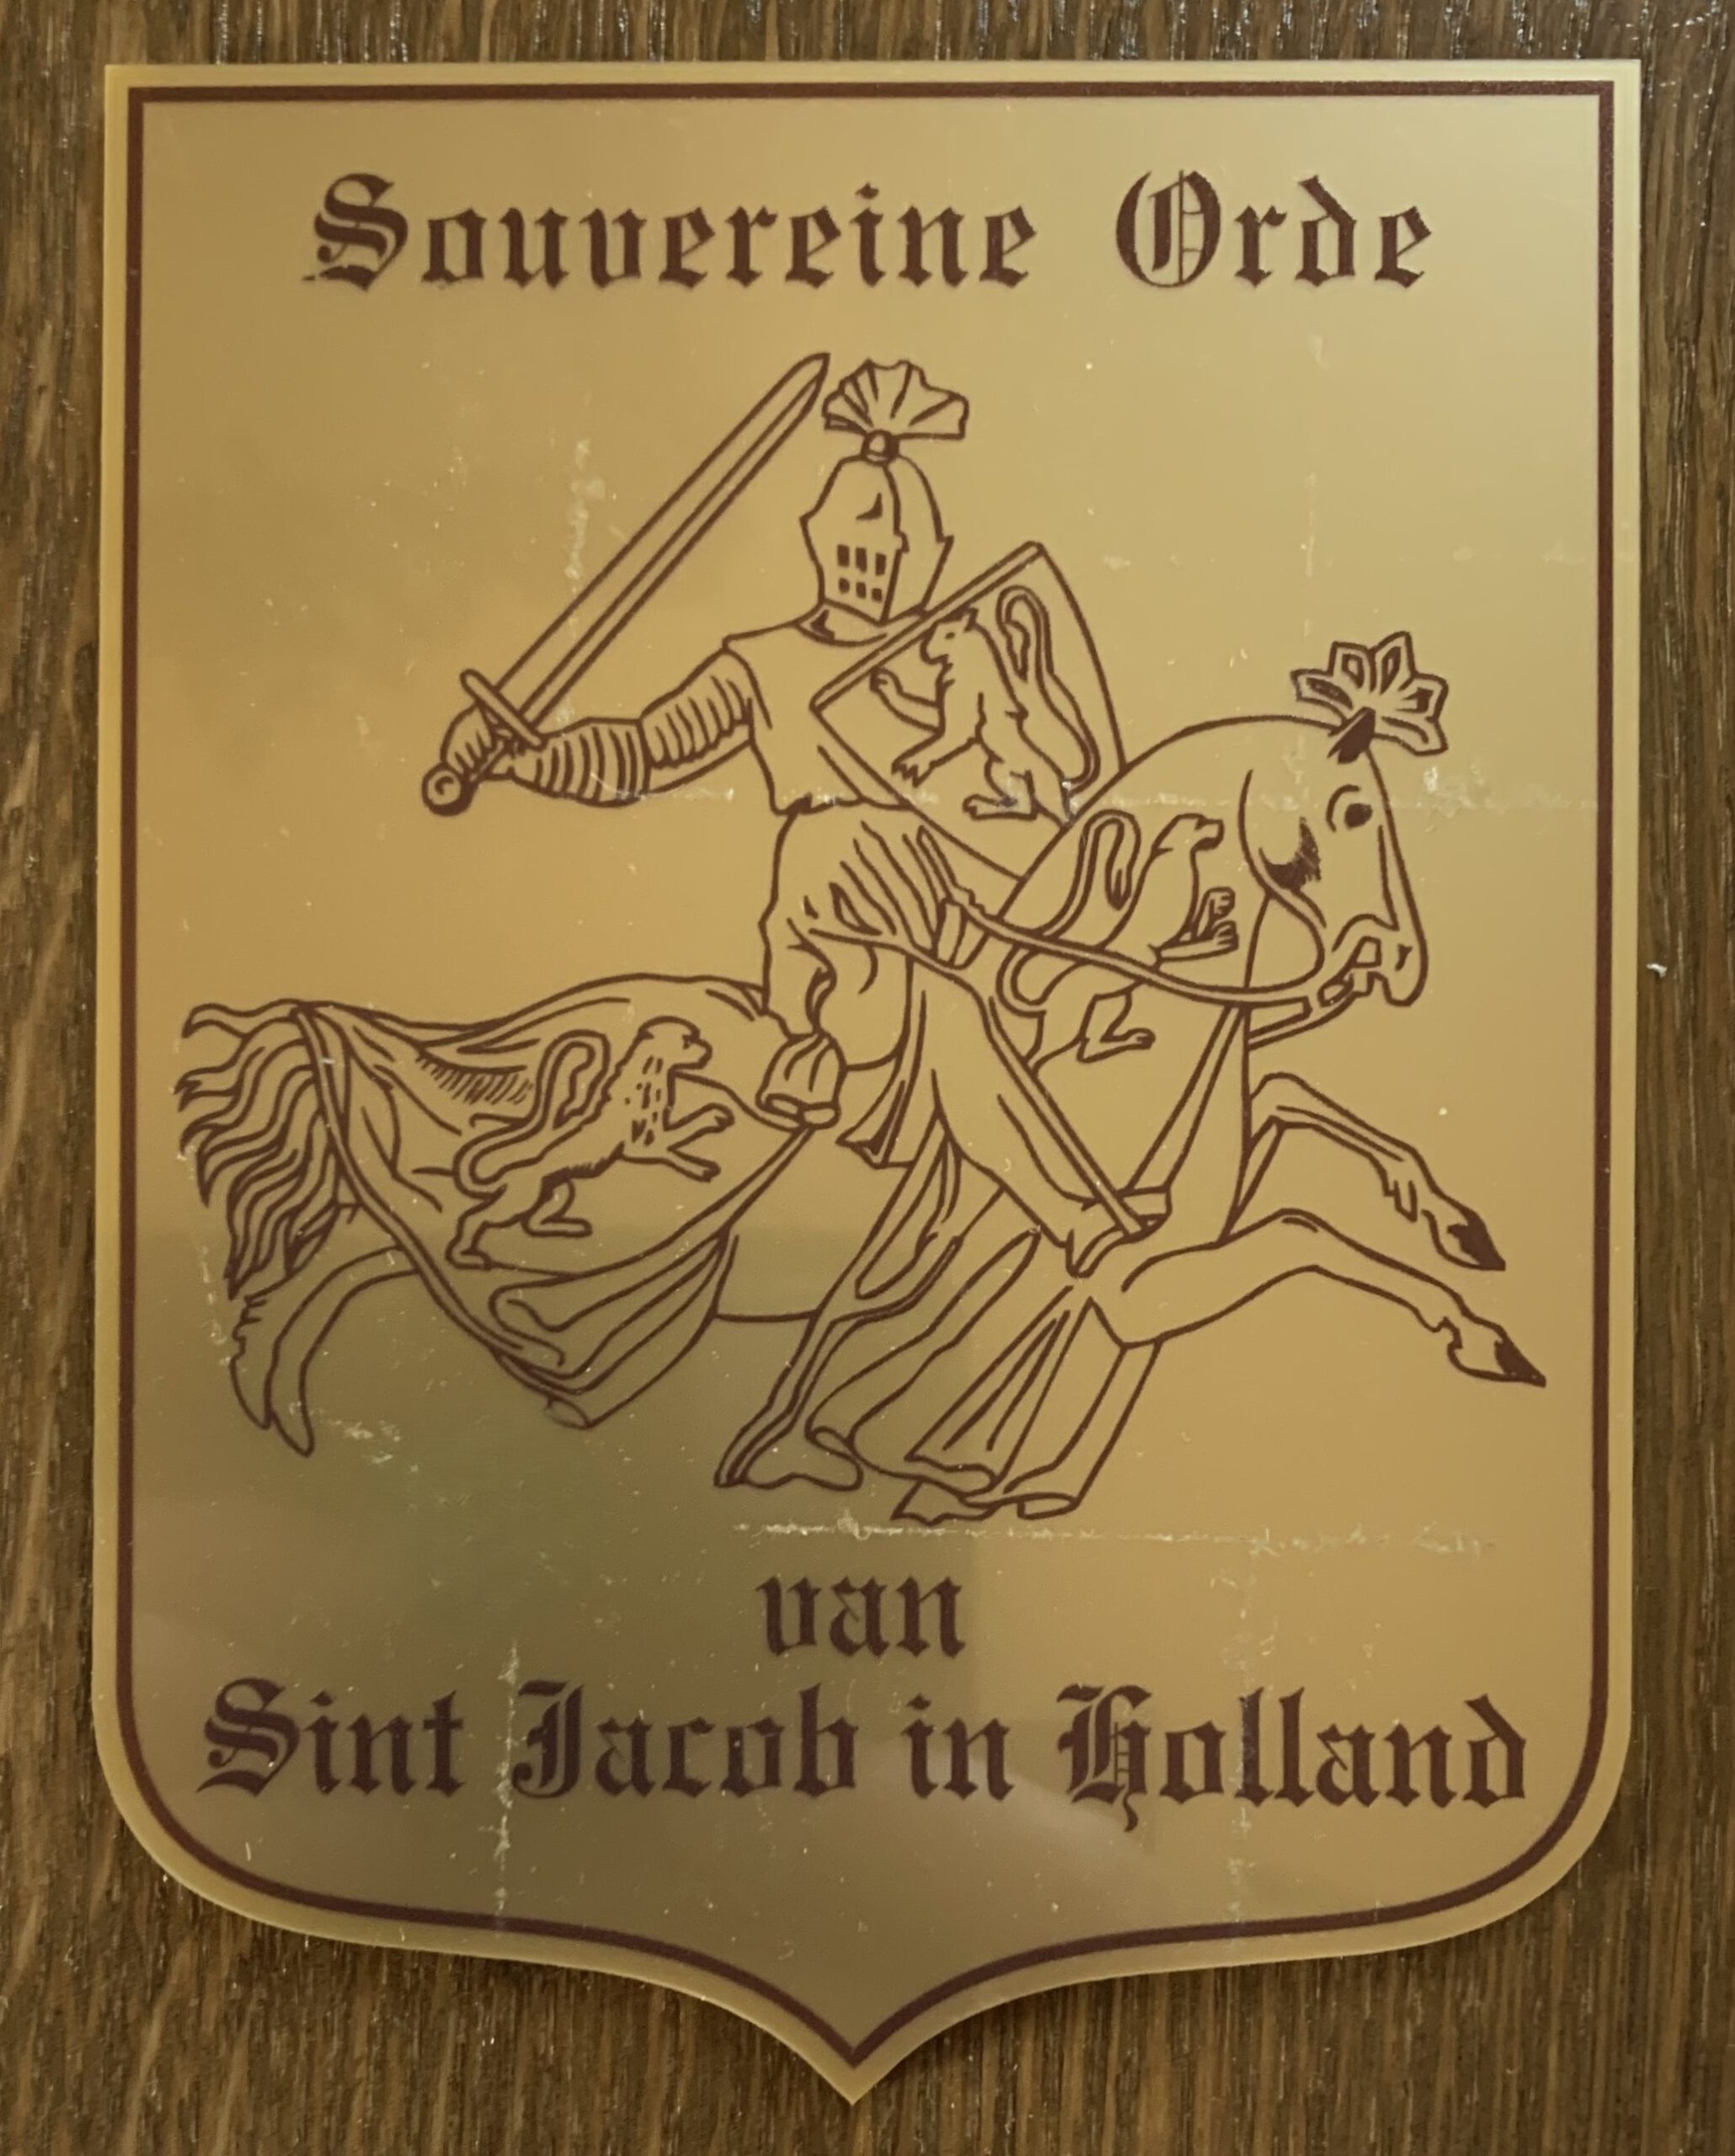 Souvereine Orde
van
Sint Jacob in Holland